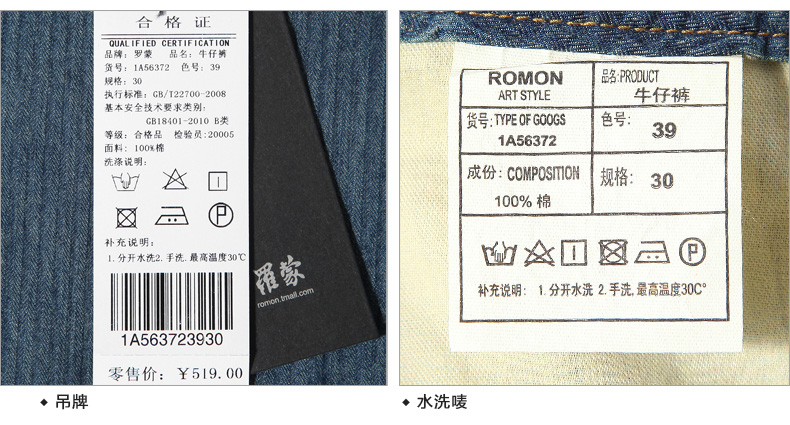 合格证
QUALIFIED CERTIFICATION
品牌：罗蒙 品名：牛仔裤
货号：1A56372 色号：39
规格：30
执行标准：GB/T22700-2008
基本安全技术要求类别：
GB18401-2010 B类
等级：合格品 检验员:20005
面料：100%棉
洗涤说明：
P
补充说明：
1.分开水洗2.手洗.最高温度30℃
1A563723930
零售价：￥519.00
羅蒙
romon.tmall.com
ROMON
ART STYLE
品名:PRODUCT
牛仔裤
货号:TYPE OF GOOGS
1A56372
色号:
39
成份: COMPOSITION
100% 棉
规格:
30
P
补充说明: 1.分开水洗 2.手洗,最高温度30C°
吊牌
水洗唛